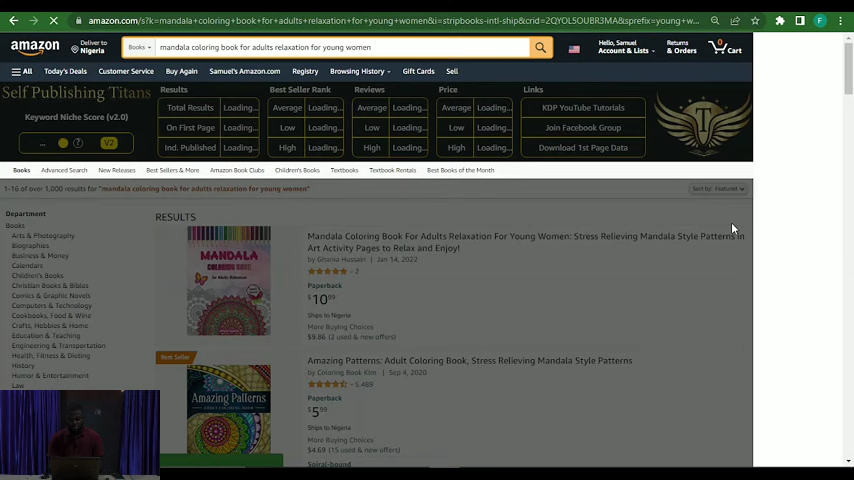 amazon.com/s?k=mandala+coloring+book+for+adults+relaxation+for+young+women&i=stripbooks-intl-ship&crid=2QYOL5OUBR3MA&sprefix=young+w...
F
amazon
Deliver to
Nigeria
Books
mandala coloring book for adults relaxation for young women
Hello, Samuel
Account & Lists
Returns
& Orders
0
Cart
All
Today's Deals
Customer Service
Buy Again
Samuel's Amazon.com
Registry
Browsing History
Gift Cards
Sell
Self Publishing Titans
Keyword Niche Score (v2.0)
...
?
V2
Results
Total Results Loading...
On First Page Loading...
Ind. Published Loading...
Best Seller Rank
Average Loading...
Low Loading...
High Loading...
Reviews
Average Loading...
Low Loading...
High Loading...
Price
Average Loading...
Low Loading...
High Loading...
Links
KDP YouTube Tutorials
Join Facebook Group
Download 1st Page Data
T
Books
Advanced Search
New Releases
Best Sellers & More
Amazon Book Clubs
Children's Books
Textbooks
Textbook Rentals
Best Books of the Month
1-16 of over 1,000 results for "mandala coloring book for adults relaxation for young women"
Sort by: Featured
Department
Books
Arts & Photography
Biographies
Business & Money
Calendars
Children's Books
Christian Books & Bibles
Comics & Graphic Novels
Computers & Technology
Cookbooks, Food & Wine
Crafts, Hobbies & Home
Education & Teaching
Engineering & Transportation
Health, Fitness & Dieting
History
Humor & Entertainment
Law
RESULTS
MANDALA
COLORING BOOK
for Adults Relaxation
Mandala Coloring Book For Adults Relaxation For Young Women: Stress Relieving Mandala Style Patterns in
Art Activity Pages to Relax and Enjoy!
by Ghania Hussain | Jan 14, 2022
2
Paperback
$1099
Ships to Nigeria
More Buying Choices
$9.86 (2 used & new offers)
Best Seller
Amazing Patterns
Amazing Patterns: Adult Coloring Book, Stress Relieving Mandala Style Patterns
by Coloring Book Kim | Sep 4, 2020
5,489
Paperback
$599
Ships to Nigeria
More Buying Choices
$4.69 (15 used & new offers)
Spiral-bound